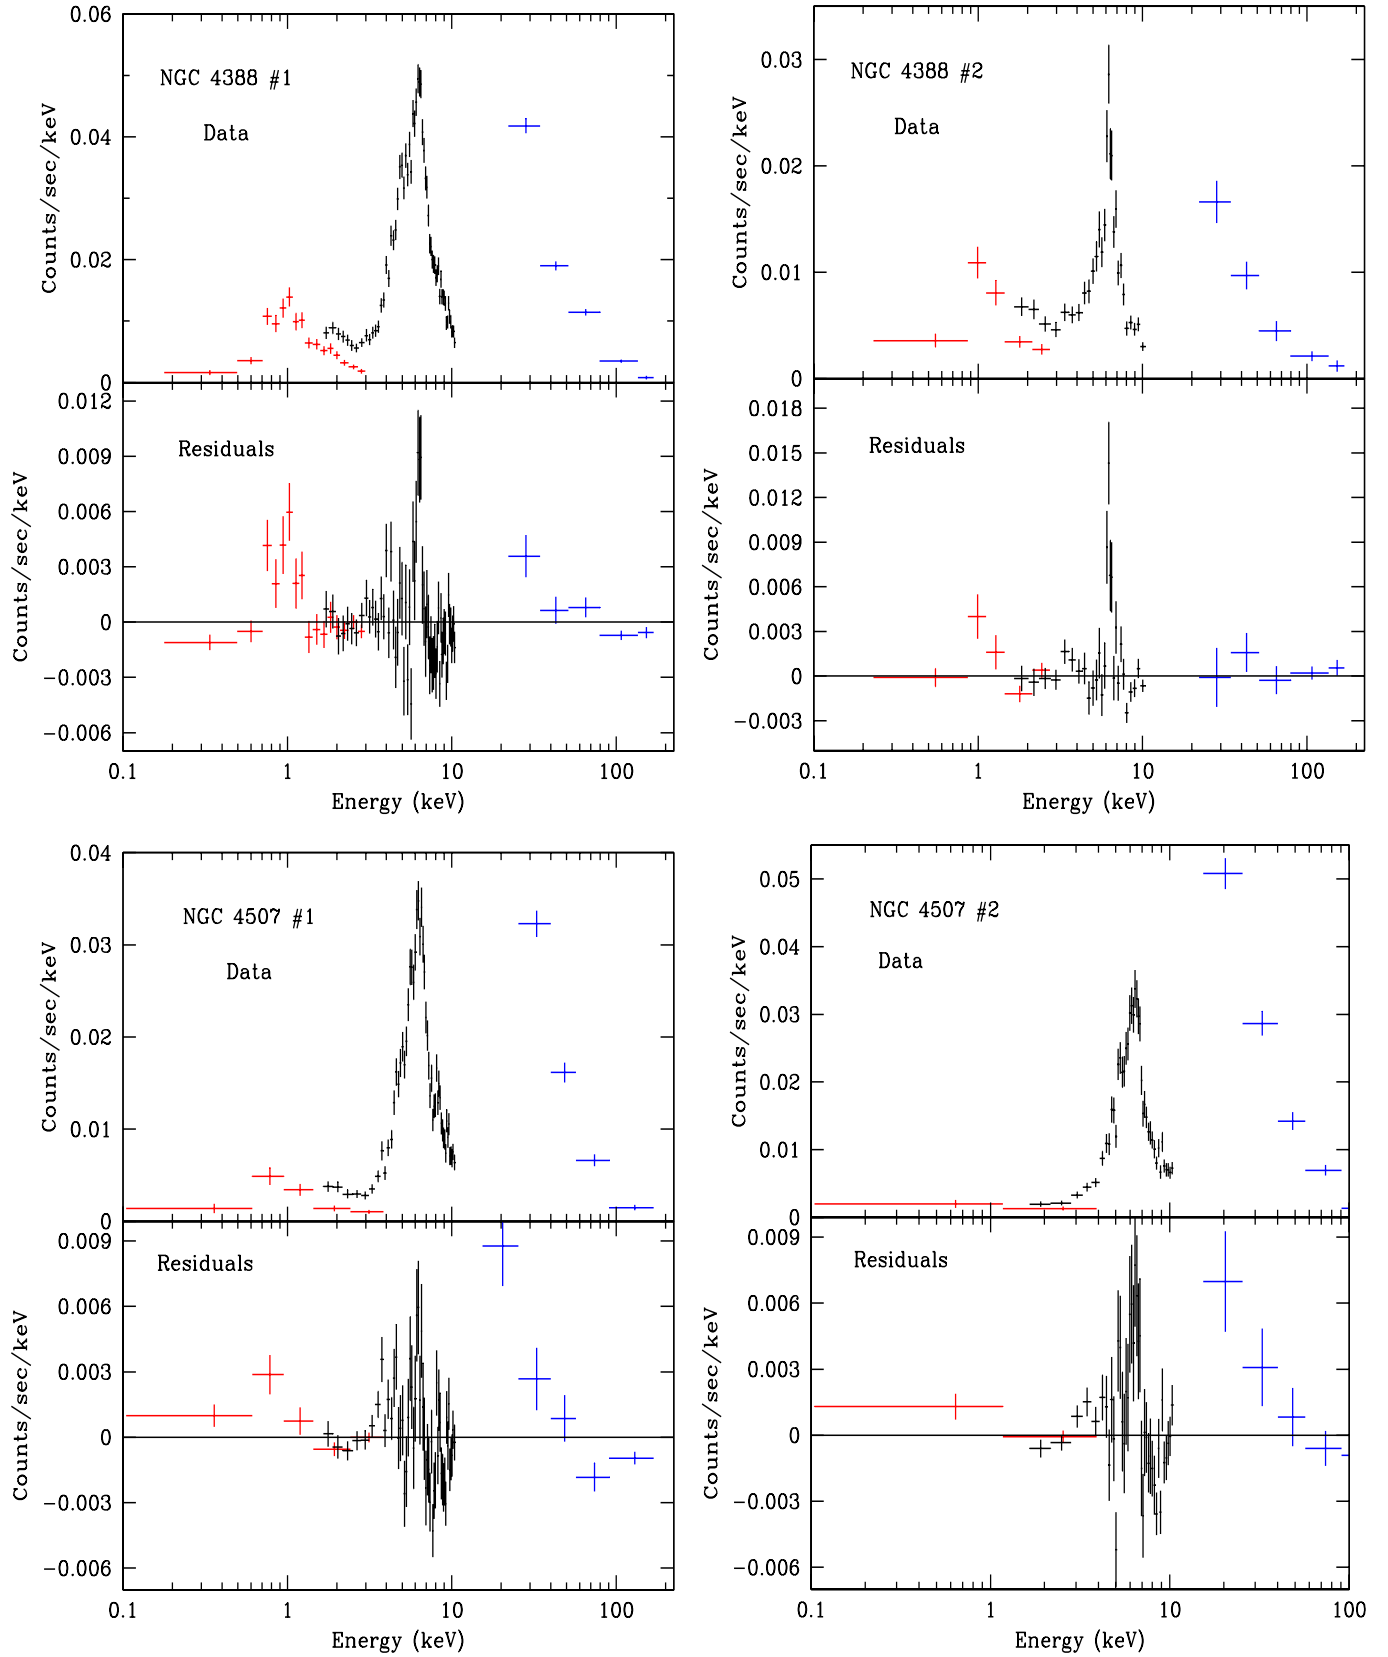 NGC 4388 #1
Data
Counts/sec/keV
0.06
0.04
0.02
0
Residuals
Counts/sec/keV
0.012
0.009
0.006
0.003
0
−0.003
−0.006
0.1 1 10 100
Energy (keV)
NGC 4388 #2
Data
Counts/sec/keV
0.03
0.02
0.01
0
Residuals
Counts/sec/keV
0.018
0.015
0.012
0.009
0.006
0.003
0
−0.003
0.1 1 10 100
Energy (keV)
NGC 4507 #1
Data
Counts/sec/keV
0.04
0.03
0.02
0.01
0
Residuals
Counts/sec/keV
0.009
0.006
0.003
0
−0.003
−0.006
0.1 1 10 100
Energy (keV)
NGC 4507 #2
Data
Counts/sec/keV
0.05
0.04
0.03
0.02
0.01
0
Residuals
Counts/sec/keV
0.009
0.006
0.003
0
−0.003
−0.006
0.1 1 10 100
Energy (keV)